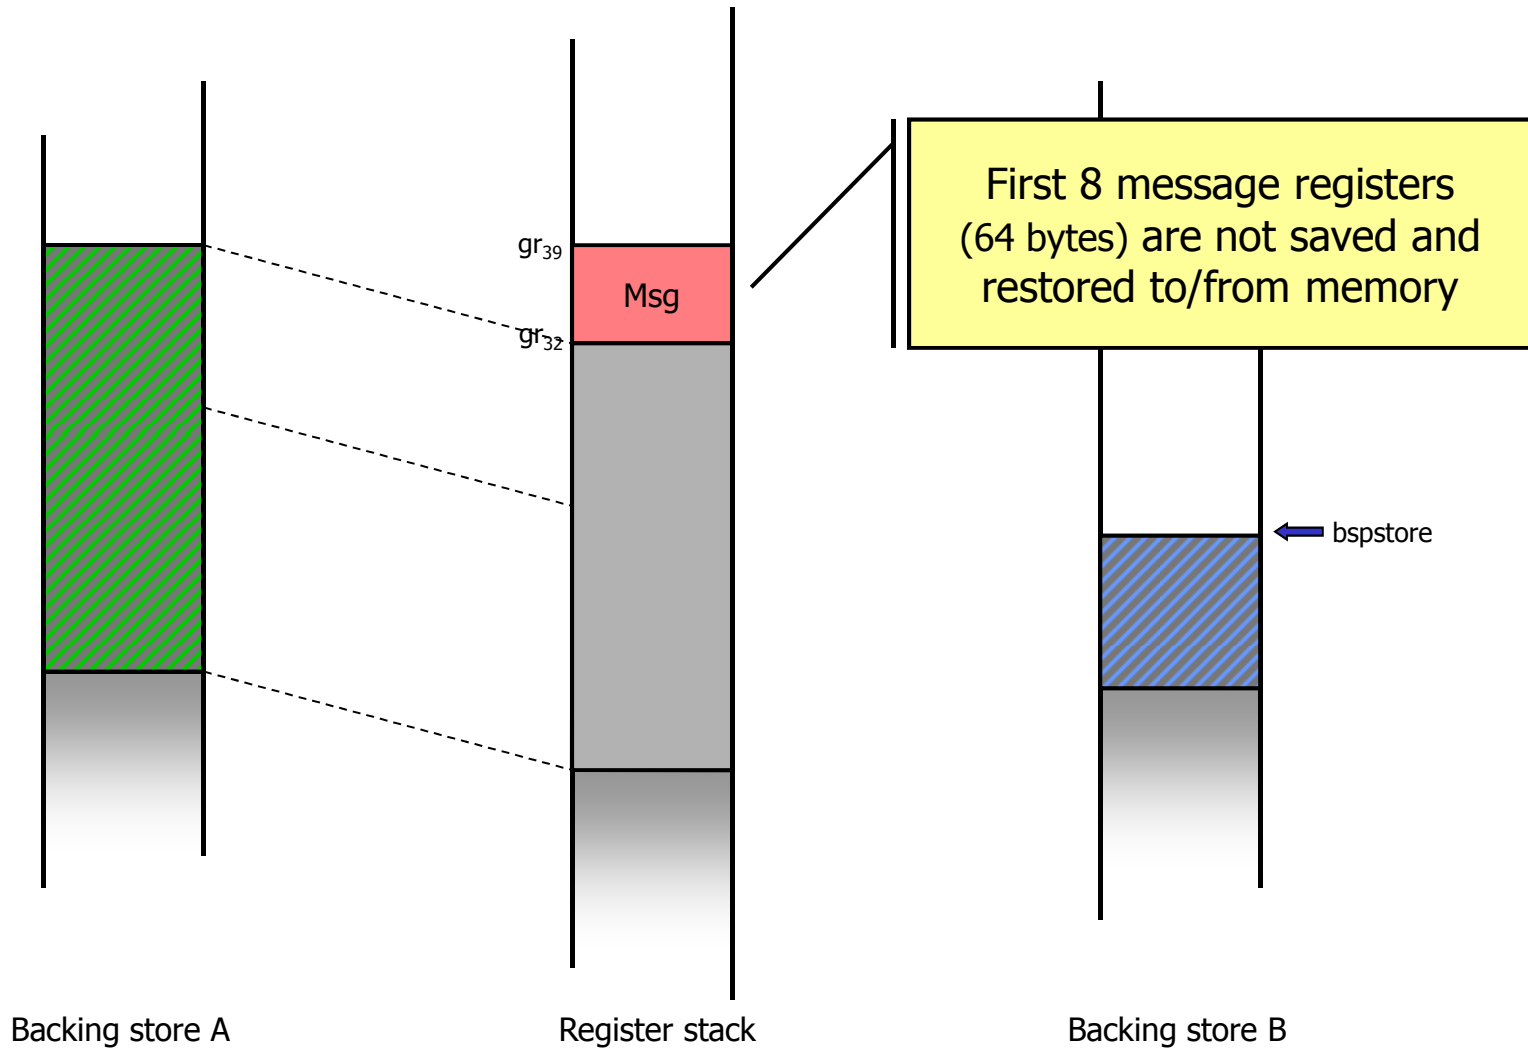 First 8 message registers
(64 bytes) are not saved and
restored to/from memory
gr39
Msg
gr32
bspstore
Backing store A
Register stack
Backing store B